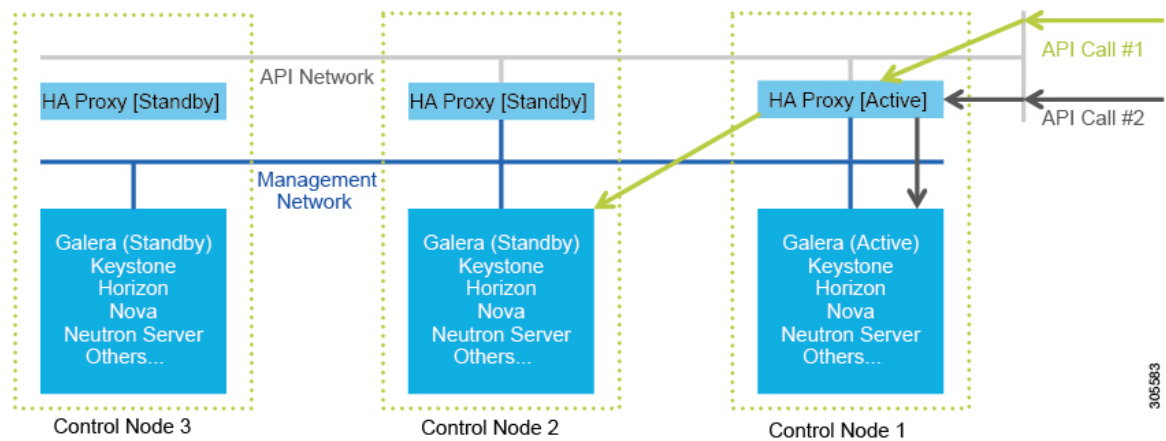 API Call #1
API Network
HA Proxy [Standby]
HA Proxy [Standby]
HA Proxy [Active]
API Call #2
Management
Network
Galera (Standby)
Keystone
Horizon
Nova
Neutron Server
Others...
Galera (Standby)
Keystone
Horizon
Nova
Neutron Server
Others...
Galera (Active)
Keystone
Horizon
Nova
Neutron Server
Others...
305583
Control Node 3
Control Node 2
Control Node 1